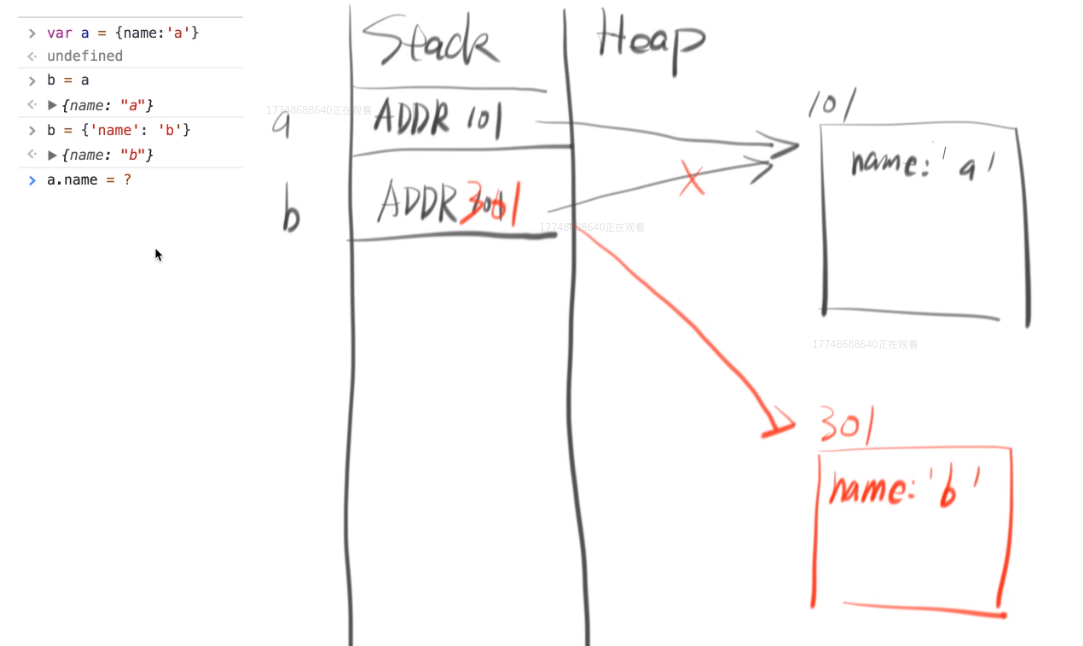 var a = {name:'a'}
undefined
b = a
{name: "a"}
b = {'name': 'b'}
{name: "b"}
a.name = ?
Stack
Heap
17748688640正在观看
a
ADDR 101
101
name: 'a'
b
ADDR 301
17748688640正在观看
17748688640正在观看
301
name: 'b'